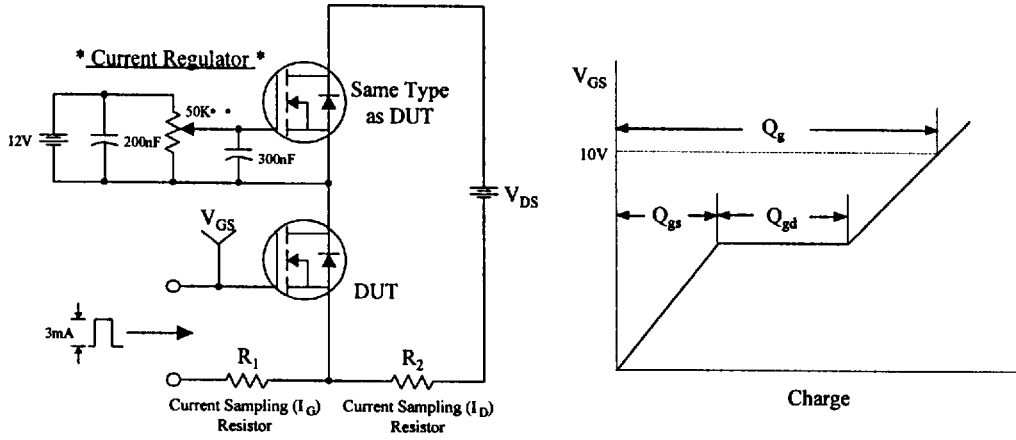 * Current Regulator *
12V
200nF
50K
300nF
Same Type
as DUT
V_DS
V_GS
DUT
3mA
R_1
R_2
Current Sampling (I_G)
Resistor
Current Sampling (I_D)
Resistor
V_GS
Q_g
10V
Q_gs
Q_gd
Charge